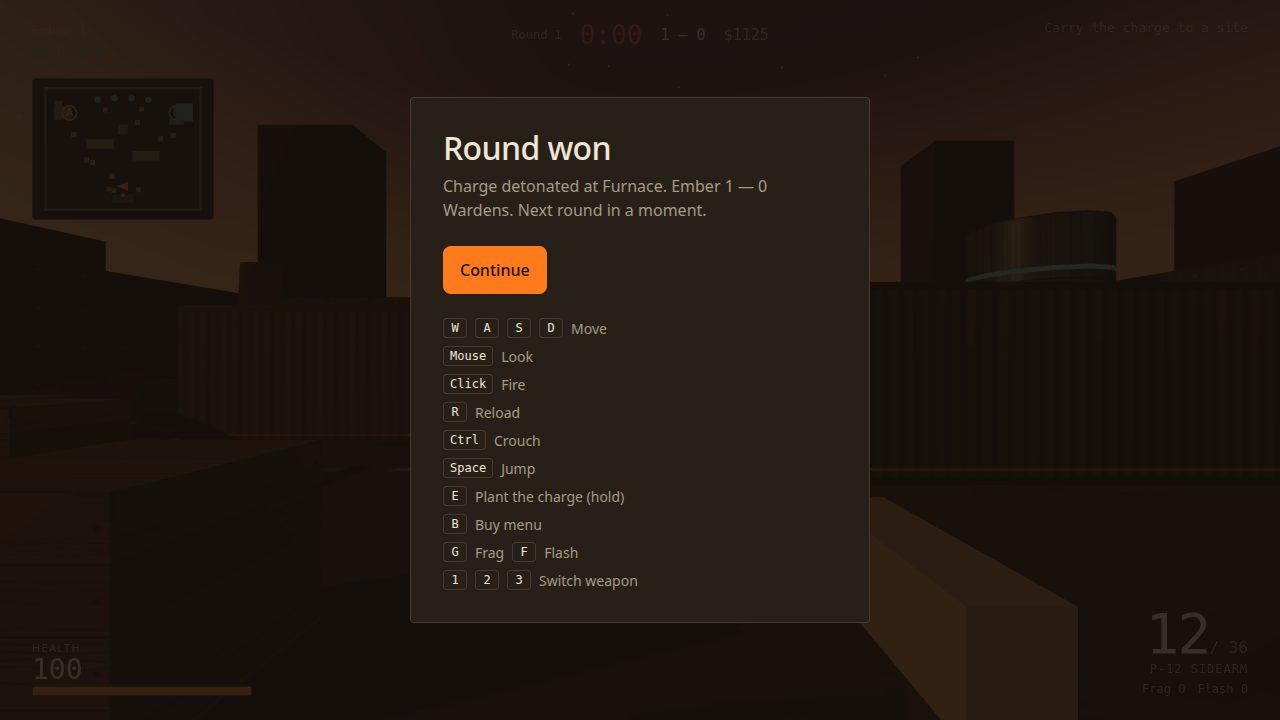 Round 1 0:00 1 — 0 $1125
Carry the charge to a site
Round won
Charge detonated at Furnace. Ember 1 — 0
Wardens. Next round in a moment.
Continue
W A S D Move
Mouse Look
Click Fire
R Reload
Ctrl Crouch
Space Jump
E Plant the charge (hold)
B Buy menu
G Frag F Flash
1 2 3 Switch weapon
HEALTH
100
12 / 36
P-12 SIDEARM
Frag 0 Flash 0